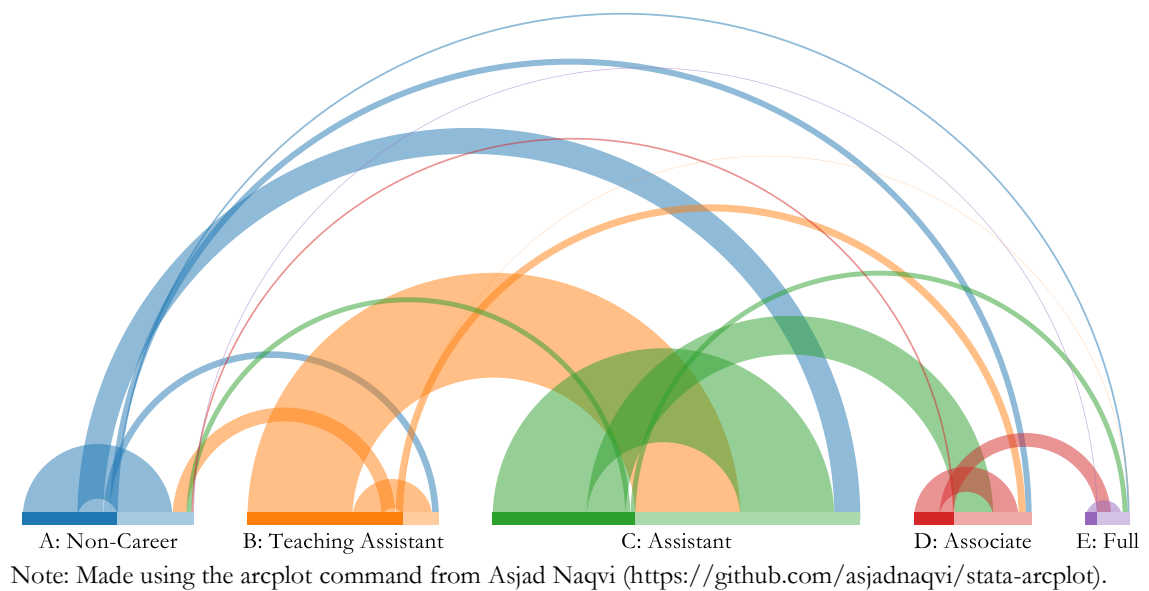 A: Non-Career B: Teaching Assistant C: Assistant D: Associate E: Full
Note: Made using the arcplot command from Asjad Naqvi (https://github.com/asjadnaqvi/stata-arcplot).